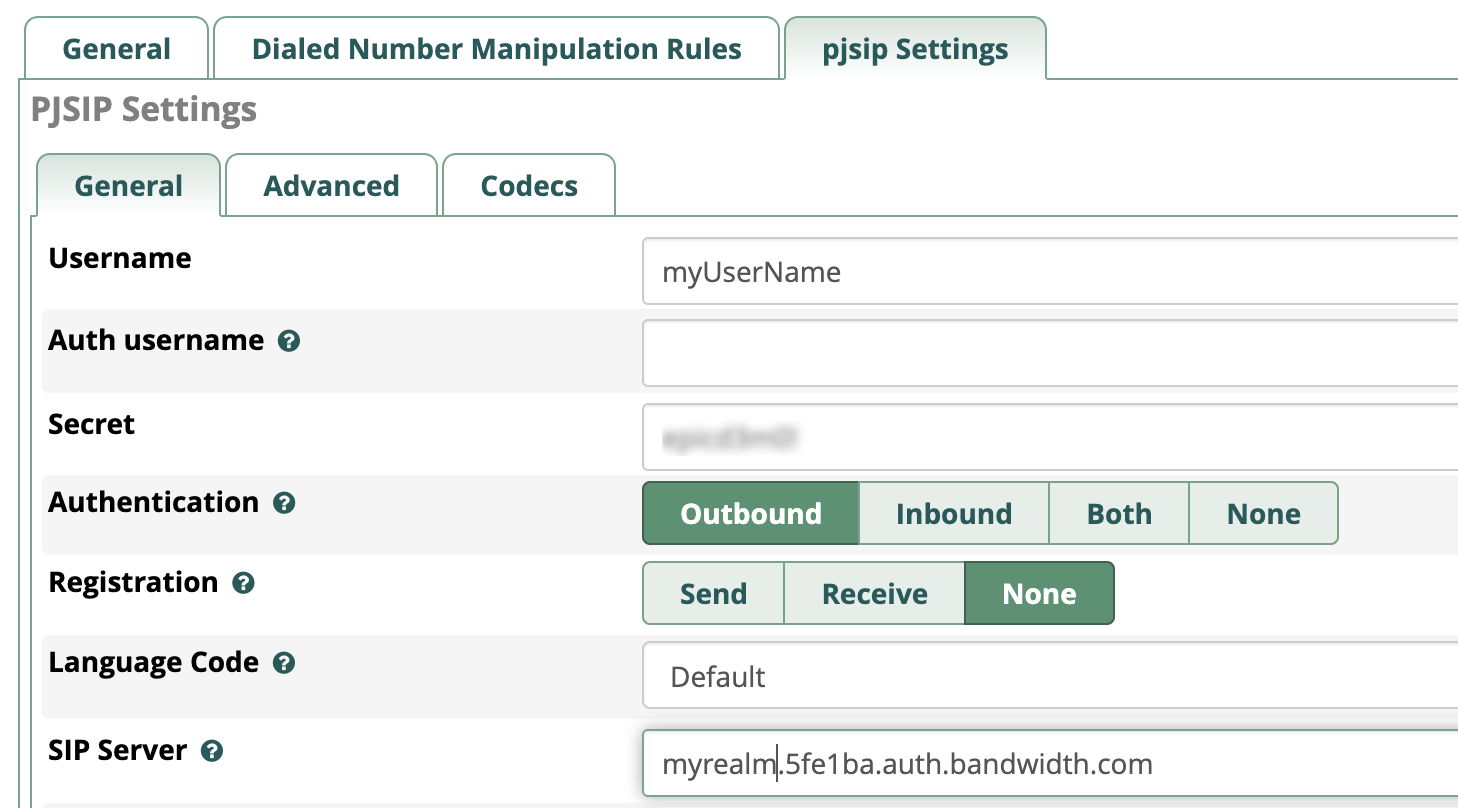 General Dialed Number Manipulation Rules pjsip Settings
PJSIP Settings
General Advanced Codecs
Username myUserName
Auth username ?
Secret
Authentication ? Outbound Inbound Both None
Registration ? Send Receive None
Language Code ? Default
SIP Server ? myrealm.5fe1ba.auth.bandwidth.com